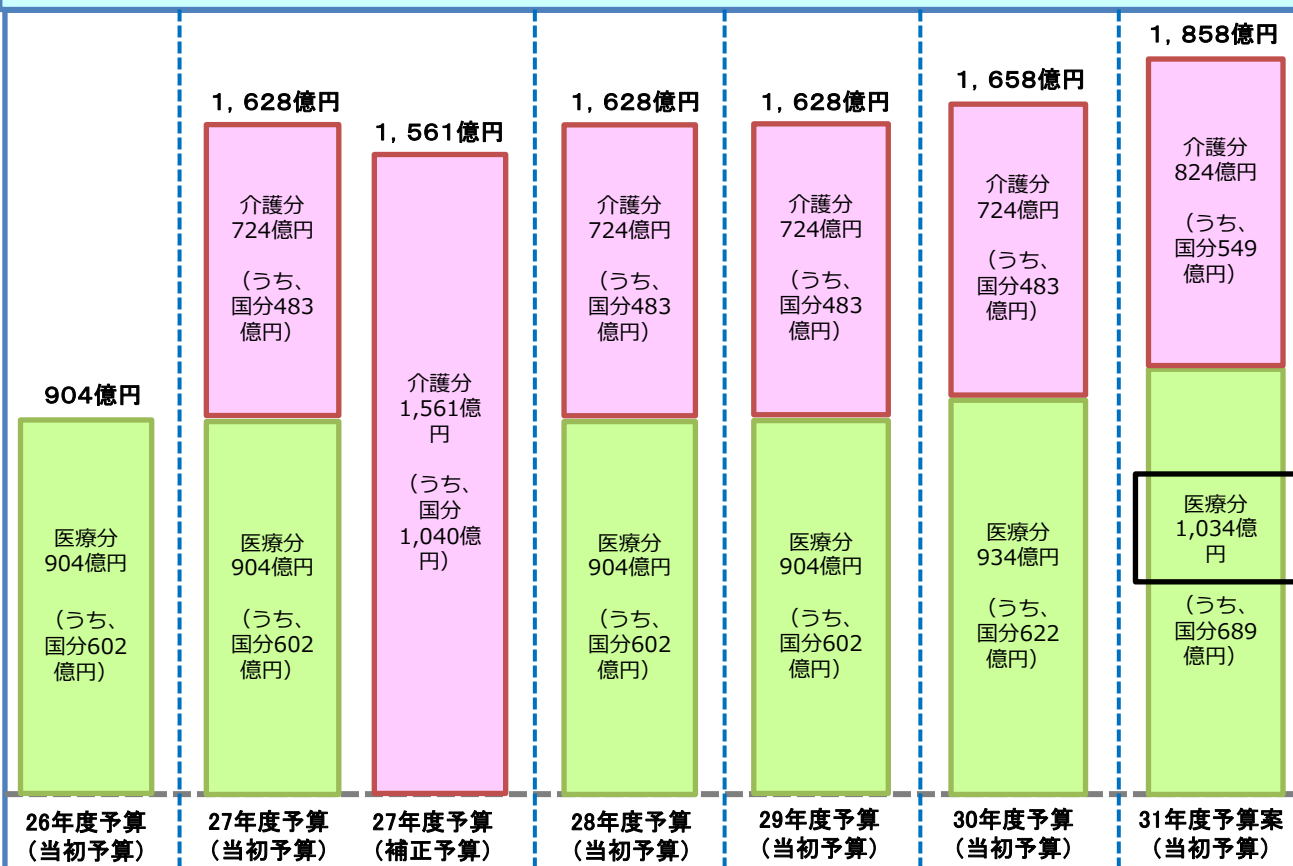 904億円
医療分
904億円
（うち、
国分602
億円）
26年度予算
（当初予算）
1，628億円
介護分
724億円
（うち、
国分483
億円）
医療分
904億円
（うち、
国分602
億円）
27年度予算
（当初予算）
1，561億円
介護分
1,561億
円
（うち、
国分
1,040億
円）
27年度予算
（補正予算）
1，628億円
介護分
724億円
（うち、
国分483
億円）
医療分
904億円
（うち、
国分602
億円）
28年度予算
（当初予算）
1，628億円
介護分
724億円
（うち、
国分483
億円）
医療分
904億円
（うち、
国分602
億円）
29年度予算
（当初予算）
1，658億円
介護分
724億円
（うち、
国分483
億円）
医療分
934億円
（うち、
国分622
億円）
30年度予算
（当初予算）
1，858億円
介護分
824億円
（うち、
国分549
億円）
医療分
1,034億
円
（うち、
国分689
億円）
31年度予算案
（当初予算）